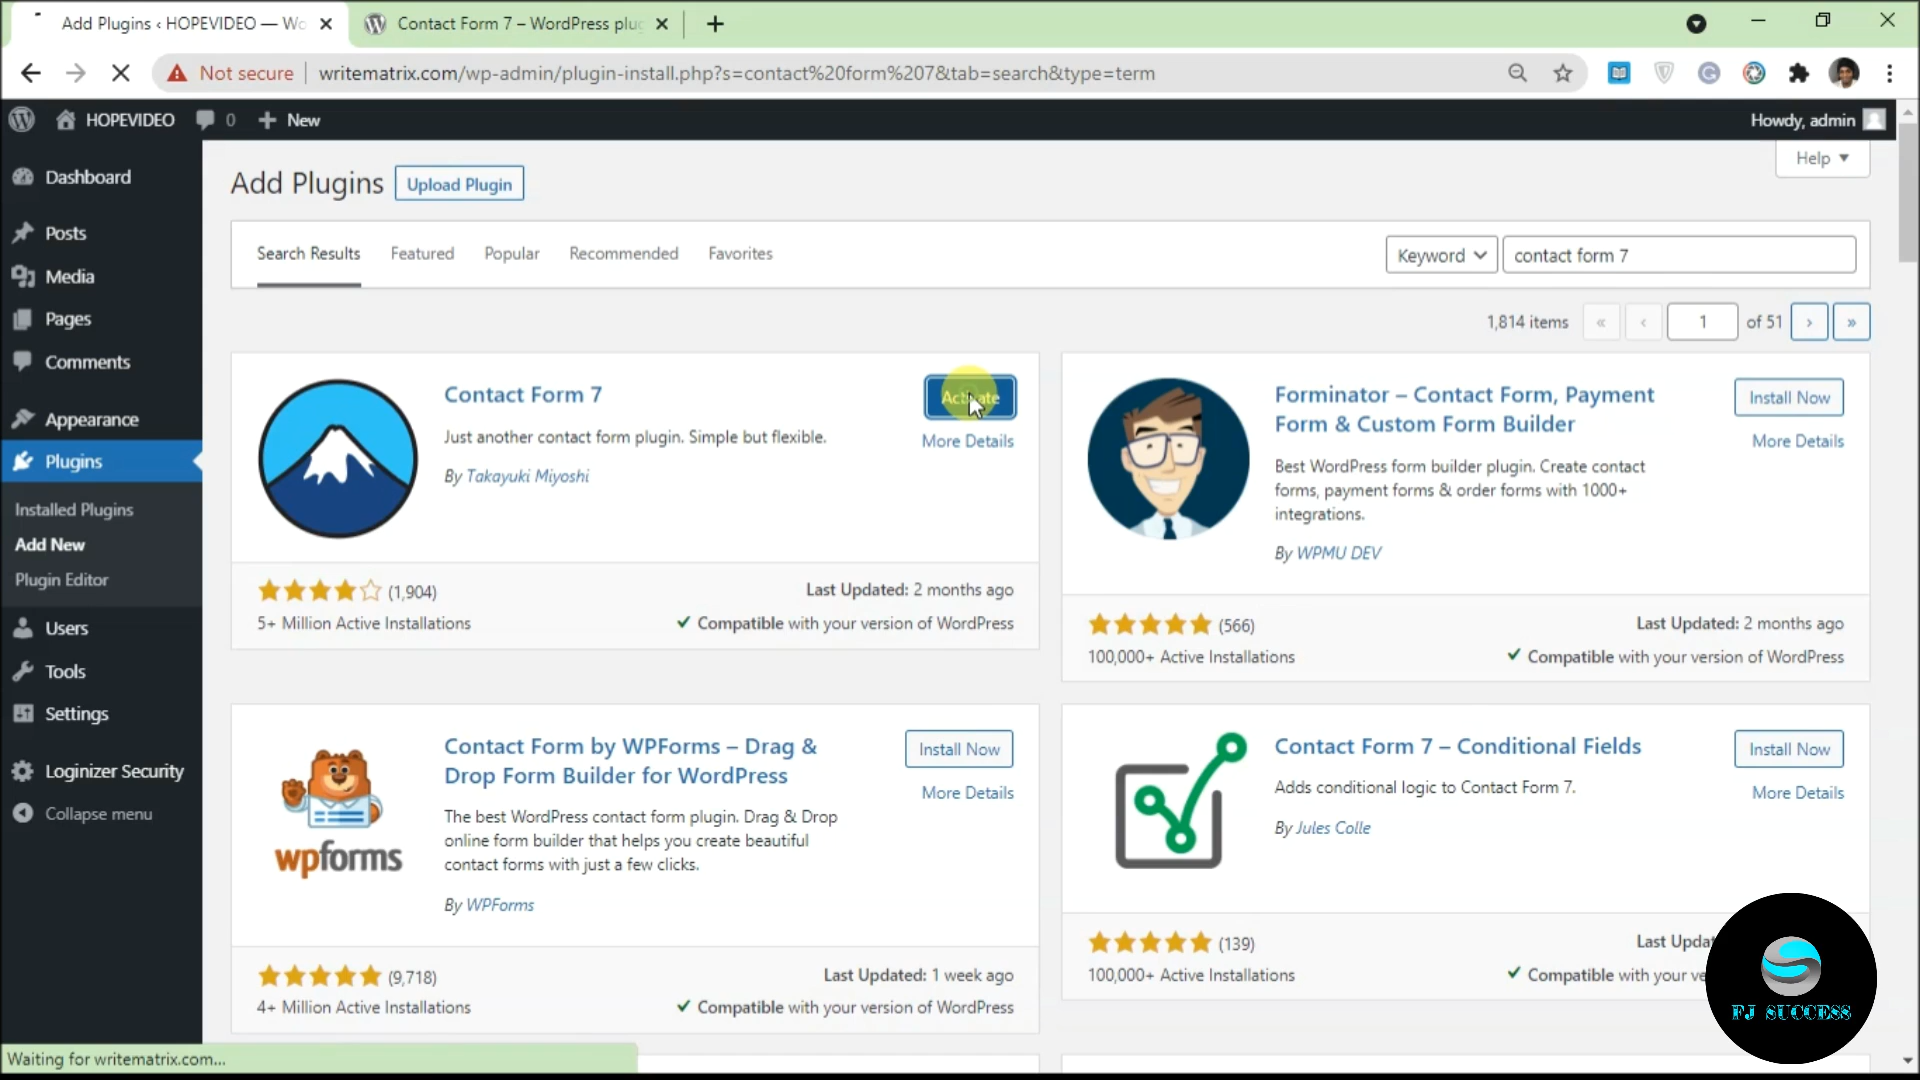 Add Plugins ‹ HOPEVIDEO — Wo
Contact Form 7 – WordPress plug
Not secure
writematrix.com/wp-admin/plugin-install.php?s=contact%20form%207&tab=search&type=term
HOPEVIDEO
0
New
Howdy, admin
Help
Dashboard
Posts
Media
Pages
Comments
Appearance
Plugins
Installed Plugins
Add New
Plugin Editor
Users
Tools
Settings
Loginizer Security
Collapse menu
Add Plugins
Upload Plugin
Search Results
Featured
Popular
Recommended
Favorites
Keyword
contact form 7
1,814 items
«
‹
1
of 51
›
»
Contact Form 7
Activate
More Details
Just another contact form plugin. Simple but flexible.
By Takayuki Miyoshi
(1,904)
Last Updated: 2 months ago
5+ Million Active Installations
Compatible with your version of WordPress
Forminator – Contact Form, Payment
Form & Custom Form Builder
Install Now
More Details
Best WordPress form builder plugin. Create contact
forms, payment forms & order forms with 1000+
integrations.
By WPMU DEV
(566)
Last Updated: 2 months ago
100,000+ Active Installations
Compatible with your version of WordPress
wpforms
Contact Form by WPForms – Drag &
Drop Form Builder for WordPress
Install Now
More Details
The best WordPress contact form plugin. Drag & Drop
online form builder that helps you create beautiful
contact forms with just a few clicks.
By WPForms
(9,718)
Last Updated: 1 week ago
4+ Million Active Installations
Compatible with your version of WordPress
Contact Form 7 – Conditional Fields
Install Now
More Details
Adds conditional logic to Contact Form 7.
By Jules Colle
(139)
Last Upda
100,000+ Active Installations
Compatible with your ve
FJ SUCCESS
Waiting for writematrix.com...